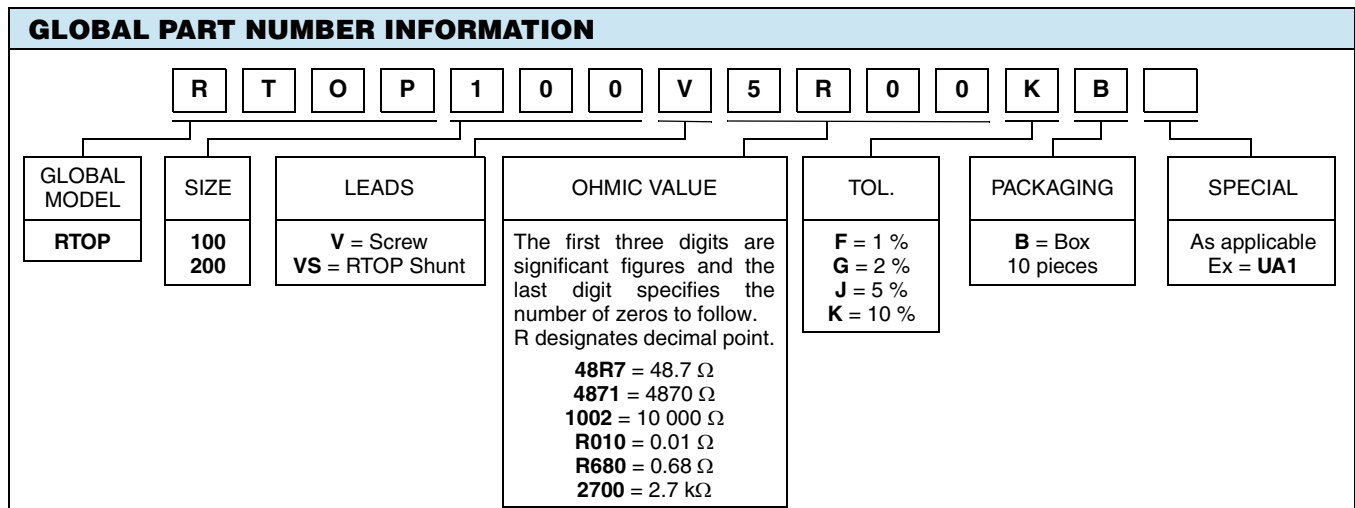 GLOBAL PART NUMBER INFORMATION
R T O P 1 0 0 V 5 R 0 0 K B
GLOBAL
MODEL
RTOP
SIZE
100
200
LEADS
V = Screw
VS = RTOP Shunt
OHMIC VALUE
The first three digits are
significant figures and the
last digit specifies the
number of zeros to follow.
R designates decimal point.
48R7 = 48.7 Ω
4871 = 4870 Ω
1002 = 10 000 Ω
R010 = 0.01 Ω
R680 = 0.68 Ω
2700 = 2.7 kΩ
TOL.
F = 1 %
G = 2 %
J = 5 %
K = 10 %
PACKAGING
B = Box
10 pieces
SPECIAL
As applicable
Ex = UA1